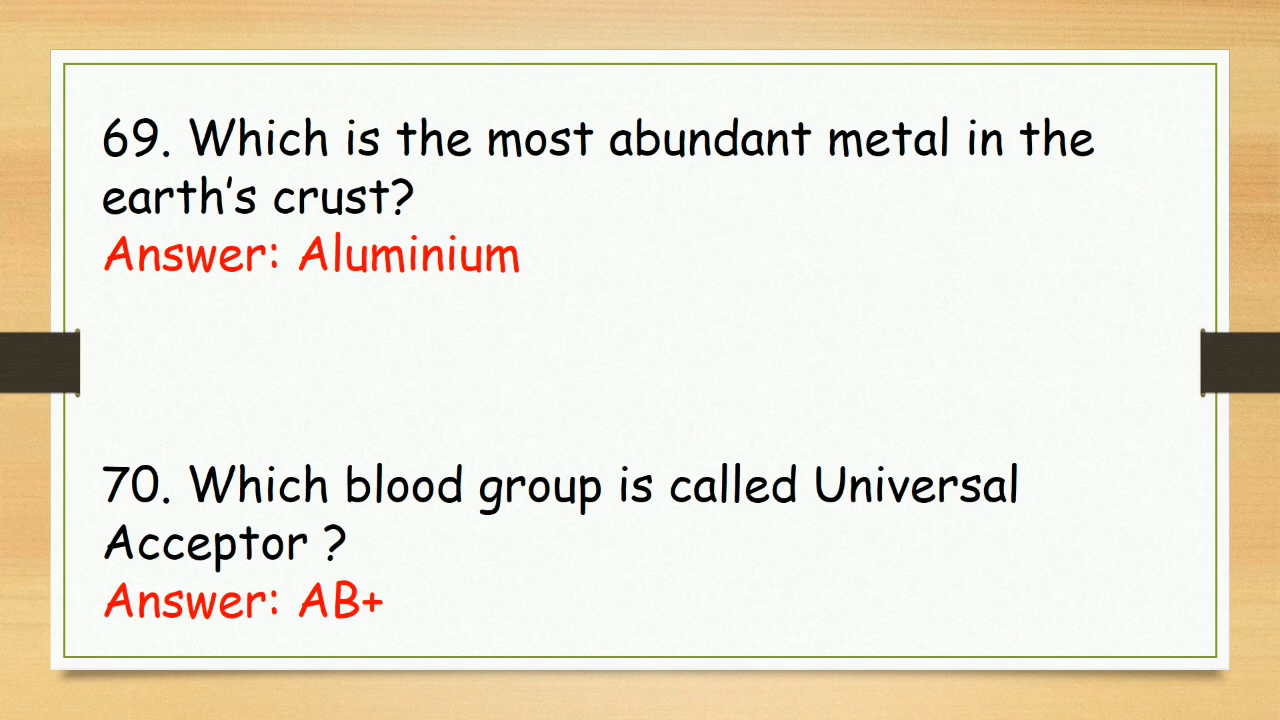 69. Which is the most abundant metal in the
earth's crust?
Answer: Aluminium
70. Which blood group is called Universal
Acceptor ?
Answer: AB+